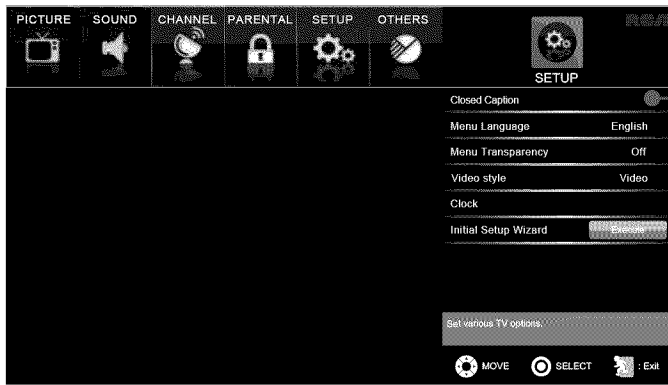 PICTURE SOUND CHANNEL PARENTAL SETUP OTHERS
RCA
SETUP
Closed Caption
Menu Language English
Menu Transparency Off
Video style Video
Clock
Initial Setup Wizard Execute
Set various TV options.
MOVE SELECT : Exit